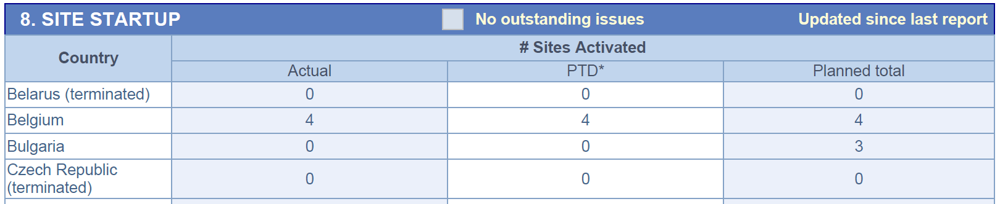 8. SITE STARTUP No outstanding issues Updated since last report
Country # Sites Activated
Actual PTD* Planned total
Belarus (terminated) 0 0 0
Belgium 4 4 4
Bulgaria 0 0 3
Czech Republic
(terminated) 0 0 0